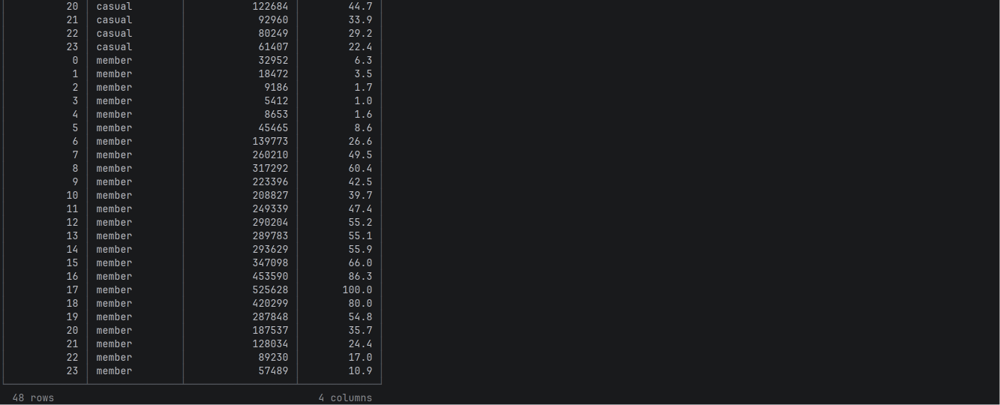 20 casual 122684 44.7
21 casual 92960 33.9
22 casual 80249 29.2
23 casual 61407 22.4
0 member 32952 6.3
1 member 18472 3.5
2 member 9186 1.7
3 member 5412 1.0
4 member 8653 1.6
5 member 45465 8.6
6 member 139773 26.6
7 member 260210 49.5
8 member 317292 60.4
9 member 223396 42.5
10 member 208827 39.7
11 member 249339 47.4
12 member 290204 55.2
13 member 289783 55.1
14 member 293629 55.9
15 member 347098 66.0
16 member 453590 86.3
17 member 525628 100.0
18 member 420299 80.0
19 member 287848 54.8
20 member 187537 35.7
21 member 128034 24.4
22 member 89230 17.0
23 member 57489 10.9
48 rows 4 columns